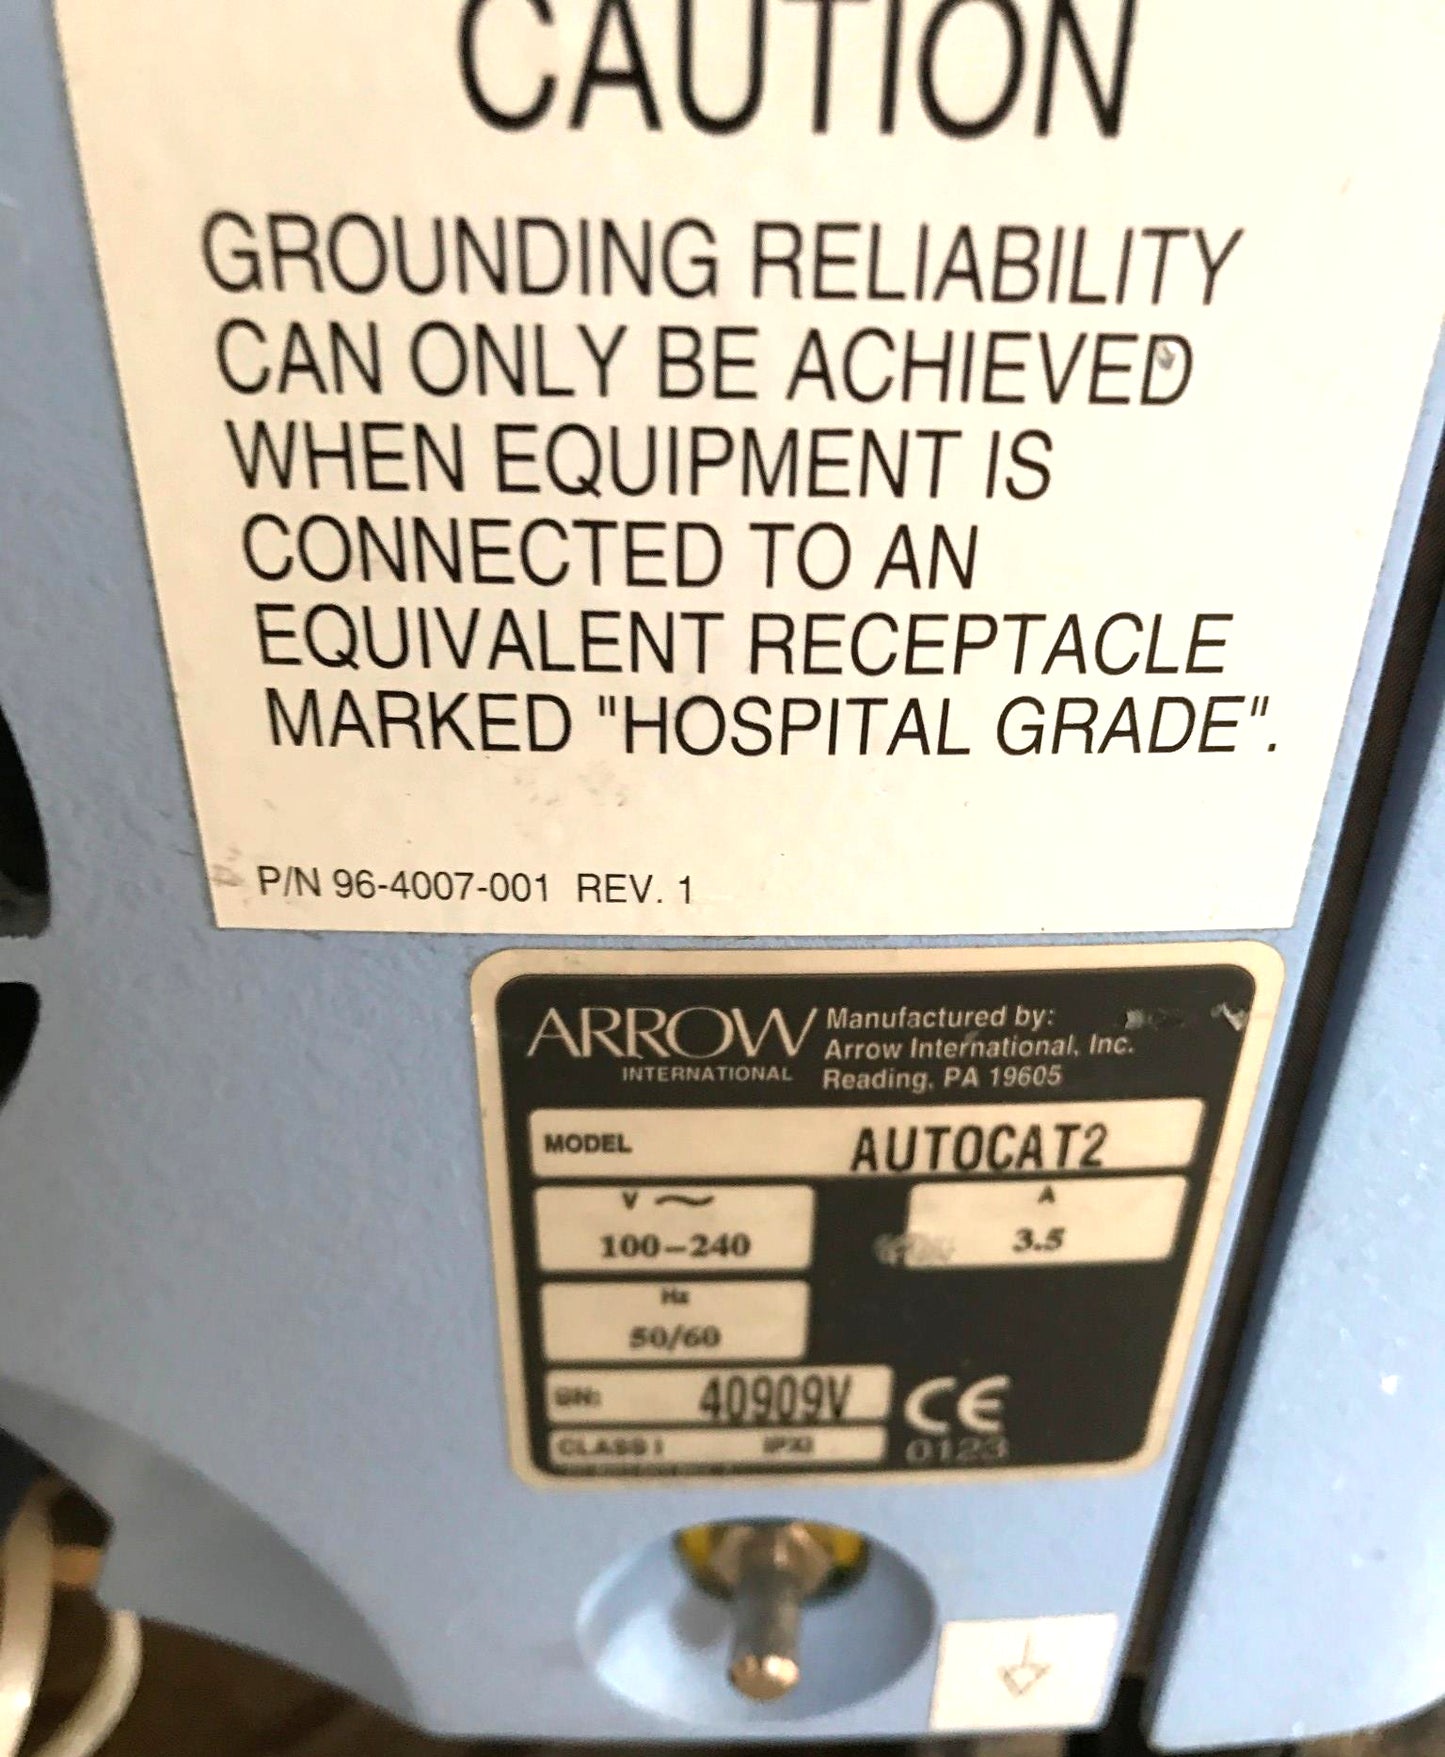 CAUTION
GROUNDING RELIABILITY
CAN ONLY BE ACHIEVED
WHEN EQUIPMENT IS
CONNECTED TO AN
EQUIVALENT RECEPTACLE
MARKED "HOSPITAL GRADE".
P/N 96-4007-001 REV. 1
ARROW
INTERNATIONAL
Manufactured by:
Arrow International, Inc.
Reading, PA 19605
MODEL AUTOCAT2
V ~
100-240
A
3.5
Hz
50/60
SN: 40909V
CLASS I IPXI
CE
0123